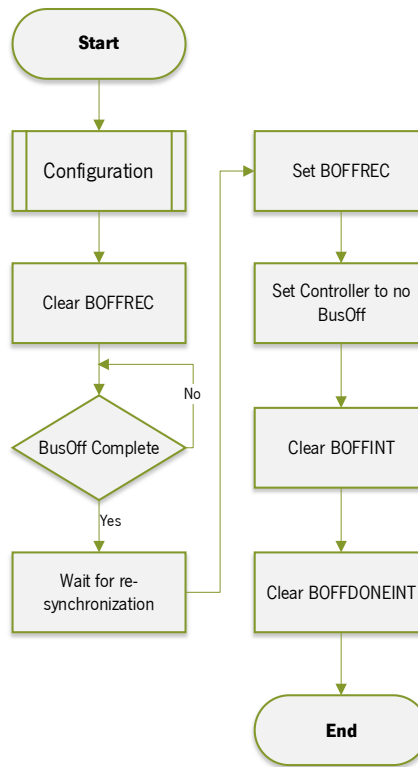 Start
Configuration
Clear BOFFREC
No
BusOff Complete
Yes
Wait for re-
synchronization
Set BOFFREC
Set Controller to no
BusOff
Clear BOFFINT
Clear BOFFDONEINT
End